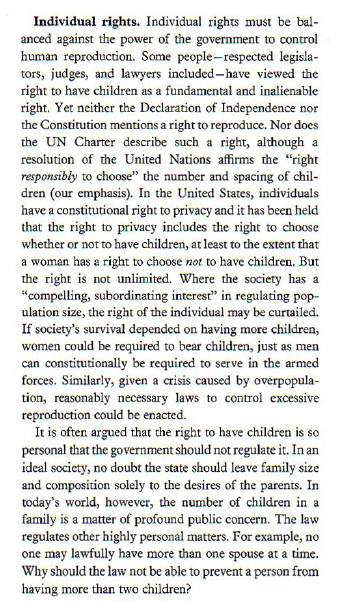 Individual rights. Individual rights must be bal-
anced against the power of the government to control
human reproduction. Some people—respected legisla-
tors, judges, and lawyers included—have viewed the
right to have children as a fundamental and inalienable
right. Yet neither the Declaration of Independence nor
the Constitution mentions a right to reproduce. Nor does
the UN Charter describe such a right, although a
resolution of the United Nations affirms the “right
responsibly to choose” the number and spacing of chil-
dren (our emphasis). In the United States, individuals
have a constitutional right to privacy and it has been held
that the right to privacy includes the right to choose
whether or not to have children, at least to the extent that
a woman has a right to choose not to have children. But
the right is not unlimited. Where the society has a
“compelling, subordinating interest” in regulating pop-
ulation size, the right of the individual may be curtailed.
If society’s survival depended on having more children,
women could be required to bear children, just as men
can constitutionally be required to serve in the armed
forces. Similarly, given a crisis caused by overpopula-
tion, reasonably necessary laws to control excessive
reproduction could be enacted.
It is often argued that the right to have children is so
personal that the government should not regulate it. In an
ideal society, no doubt the state should leave family size
and composition solely to the desires of the parents. In
today’s world, however, the number of children in a
family is a matter of profound public concern. The law
regulates other highly personal matters. For example, no
one may lawfully have more than one spouse at a time.
Why should the law not be able to prevent a person from
having more than two children?